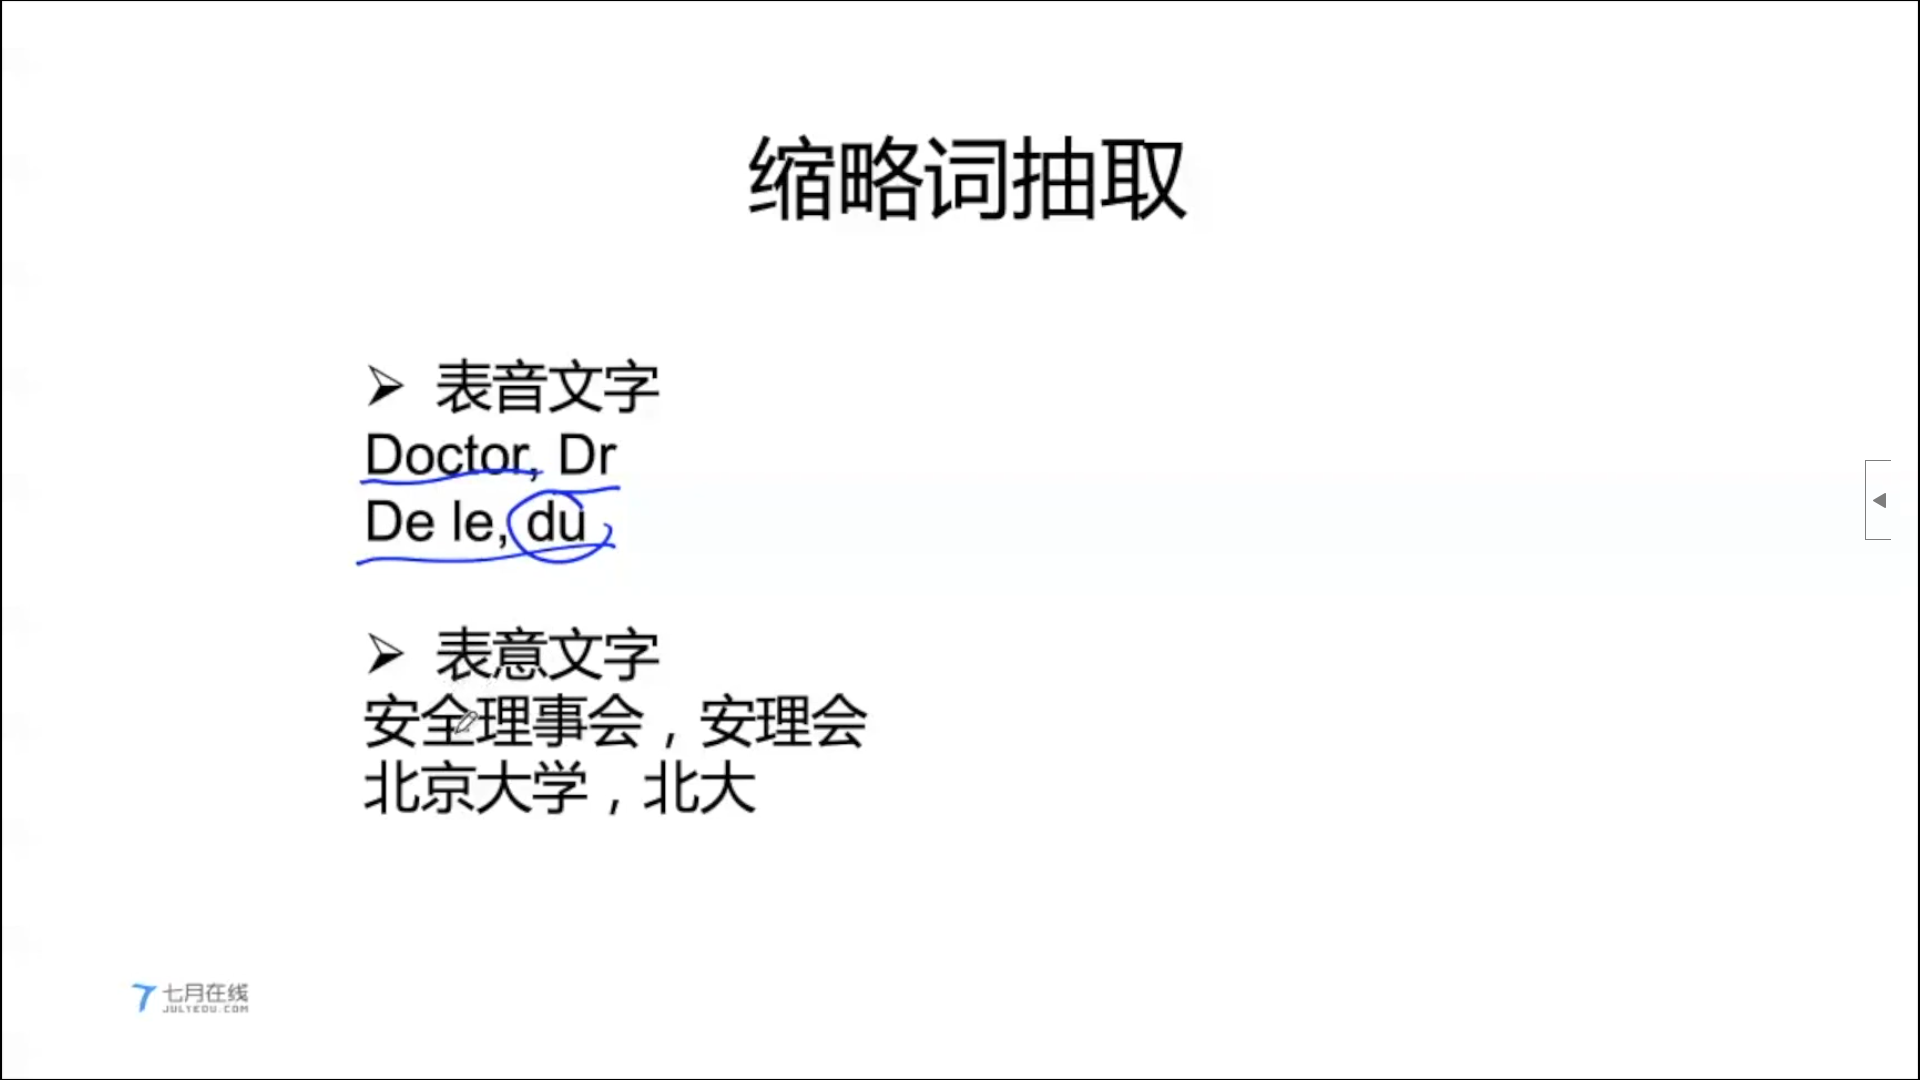 缩略词抽取
➢ 表音文字
Doctor, Dr
De le, du
➢ 表意文字
安全理事会，安理会
北京大学，北大
七月在线
JULYEDU.COM